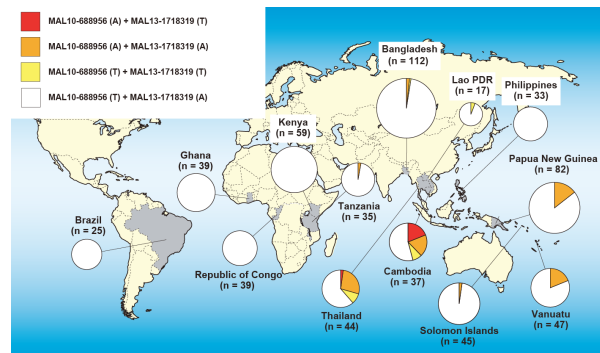 MAL10-688956 (A) + MAL13-1718319 (T)
MAL10-688956 (A) + MAL13-1718319 (A)
MAL10-688956 (T) + MAL13-1718319 (T)
MAL10-688956 (T) + MAL13-1718319 (A)
Bangladesh
(n = 112)
Lao PDR
(n = 17)
Philippines
(n = 33)
Kenya
(n = 59)
Ghana
(n = 39)
Papua New Guinea
(n = 82)
Tanzania
(n = 35)
Brazil
(n = 25)
Republic of Congo
(n = 39)
Cambodia
(n = 37)
Thailand
(n = 44)
Solomon Islands
(n = 45)
Vanuatu
(n = 47)